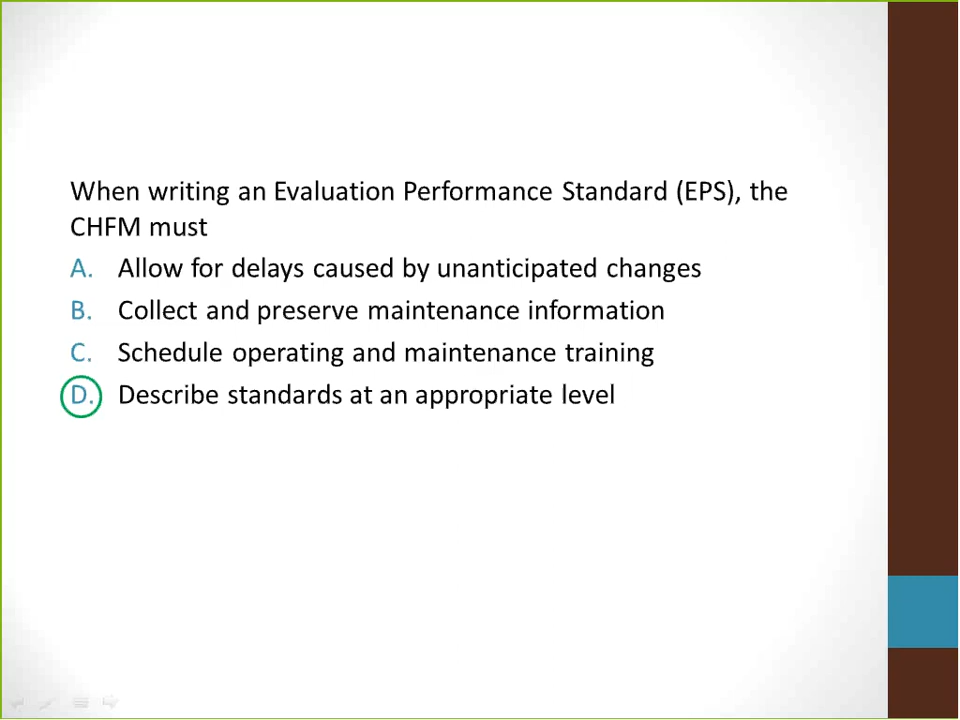 When writing an Evaluation Performance Standard (EPS), the
CHFM must
A. Allow for delays caused by unanticipated changes
B. Collect and preserve maintenance information
C. Schedule operating and maintenance training
D. Describe standards at an appropriate level